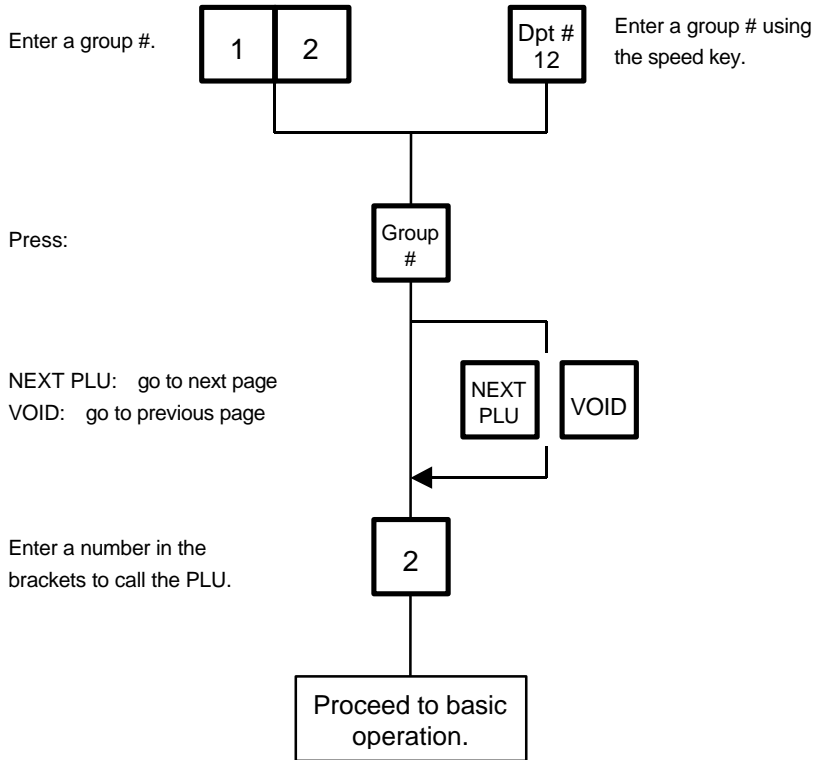 Enter a group #.
1 2
Dpt #
12
Enter a group # using
the speed key.
Press:
Group
#
NEXT PLU: go to next page
VOID: go to previous page
NEXT
PLU
VOID
Enter a number in the
brackets to call the PLU.
2
Proceed to basic
operation.